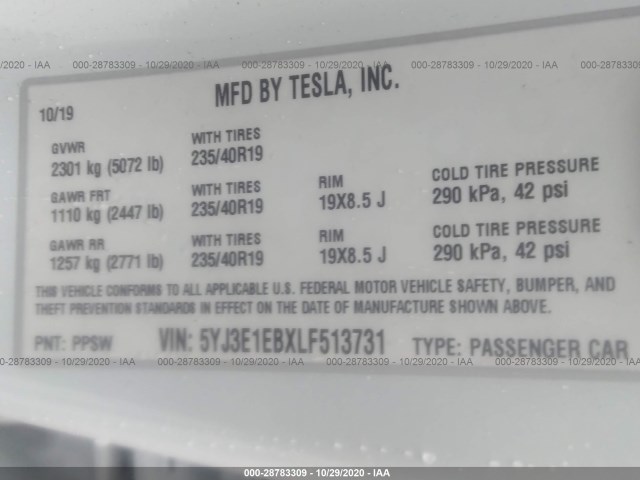 10/2020 - IAA 000-28783309 - 10/29/2020 - IAA 000-28783309 - 10/29/2020 - IAA 000-28783309
MFD BY TESLA, INC.
10/19
GVWR WITH TIRES
2301 kg (5072 lb) 235/40R19
GAWR FRT WITH TIRES RIM COLD TIRE PRESSURE
1110 kg (2447 lb) 235/40R19 19X8.5 J 290 kPa, 42 psi
GAWR RR WITH TIRES RIM COLD TIRE PRESSURE
1257 kg (2771 lb) 235/40R19 19X8.5 J 290 kPa, 42 psi
THIS VEHICLE CONFORMS TO ALL APPLICABLE U.S. FEDERAL MOTOR VEHICLE SAFETY, BUMPER, AND
THEFT PREVENTION STANDARDS IN EFFECT ON THE DATE OF MANUFACTURE SHOWN ABOVE.
PNT: PPSW VIN: 5YJ3E1EBXLF513731 TYPE: PASSENGER CAR
29/2020 - IAA 000-28783309 - 10/29/2020 - IAA 000-28783309 - 10/29/2020 - IAA 000-28783309
000-28783309 - 10/29/2020 - IAA